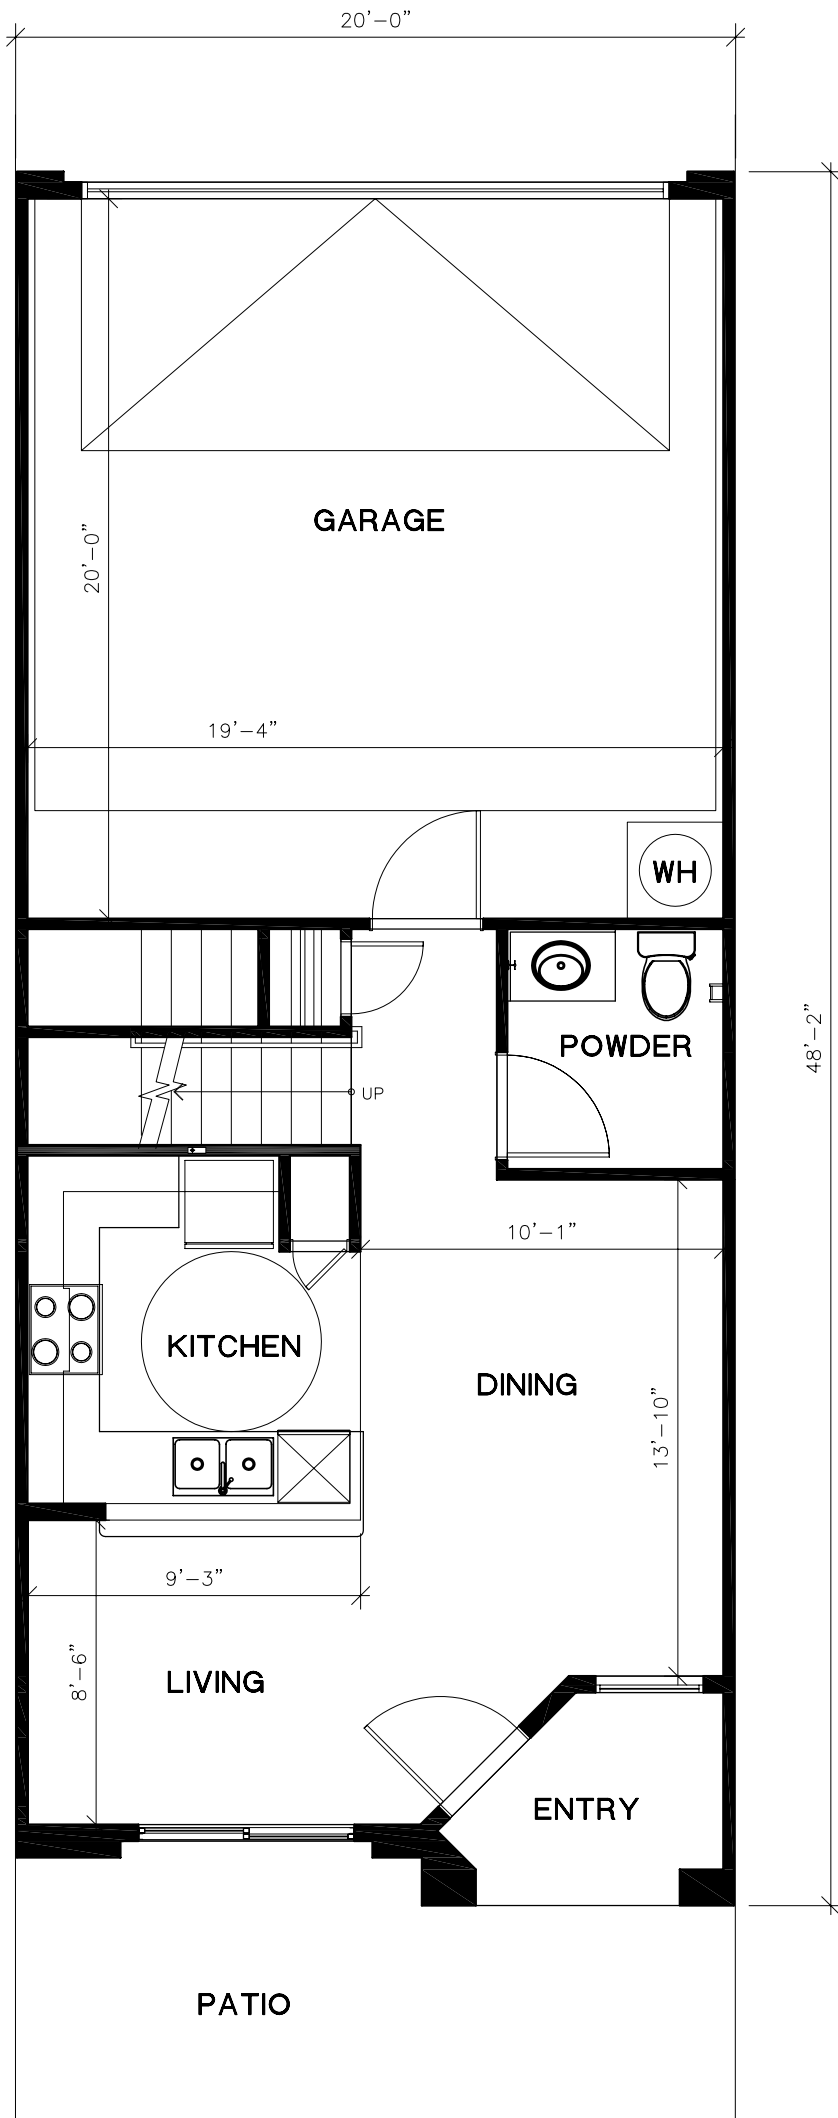 20'-0"
GARAGE
20'-0"
19'-4"
WH
48'-2"
POWDER
UP
10'-1"
KITCHEN
DINING
13'-10"
9'-3"
8'-6"
LIVING
ENTRY
PATIO